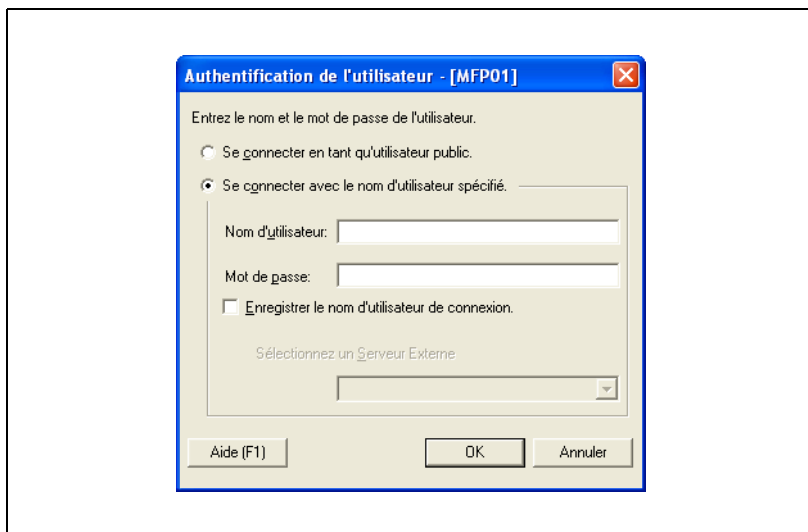 Authentification de l'utilisateur - [MFP01]
Entrez le nom et le mot de passe de l'utilisateur.
Se connecter en tant qu'utilisateur public.
Se connecter avec le nom d'utilisateur spécifié.
Nom d'utilisateur:
Mot de passe:
Enregistrer le nom d'utilisateur de connexion.
Sélectionnez un Serveur Externe
Aide (F1) OK Annuler